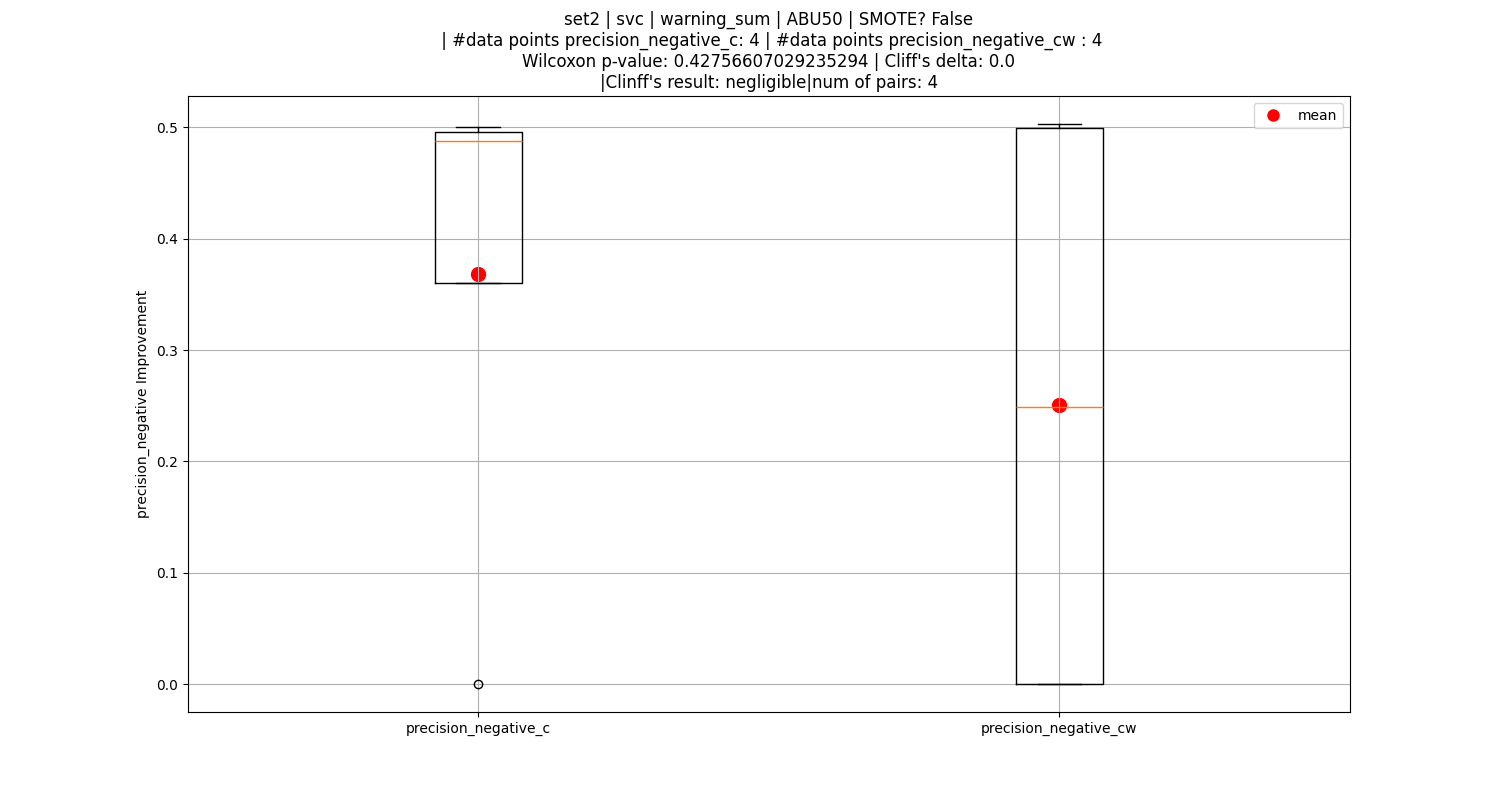 set2 | svc | warning_sum | ABU50 | SMOTE? False
| #data points precision_negative_c: 4 | #data points precision_negative_cw : 4
Wilcoxon p-value: 0.42756607029235294 | Cliff's delta: 0.0
|Clinff's result: negligible|num of pairs: 4
mean
0.5
0.4
0.3
0.2
0.1
0.0
precision_negative Improvement
precision_negative_c
precision_negative_cw